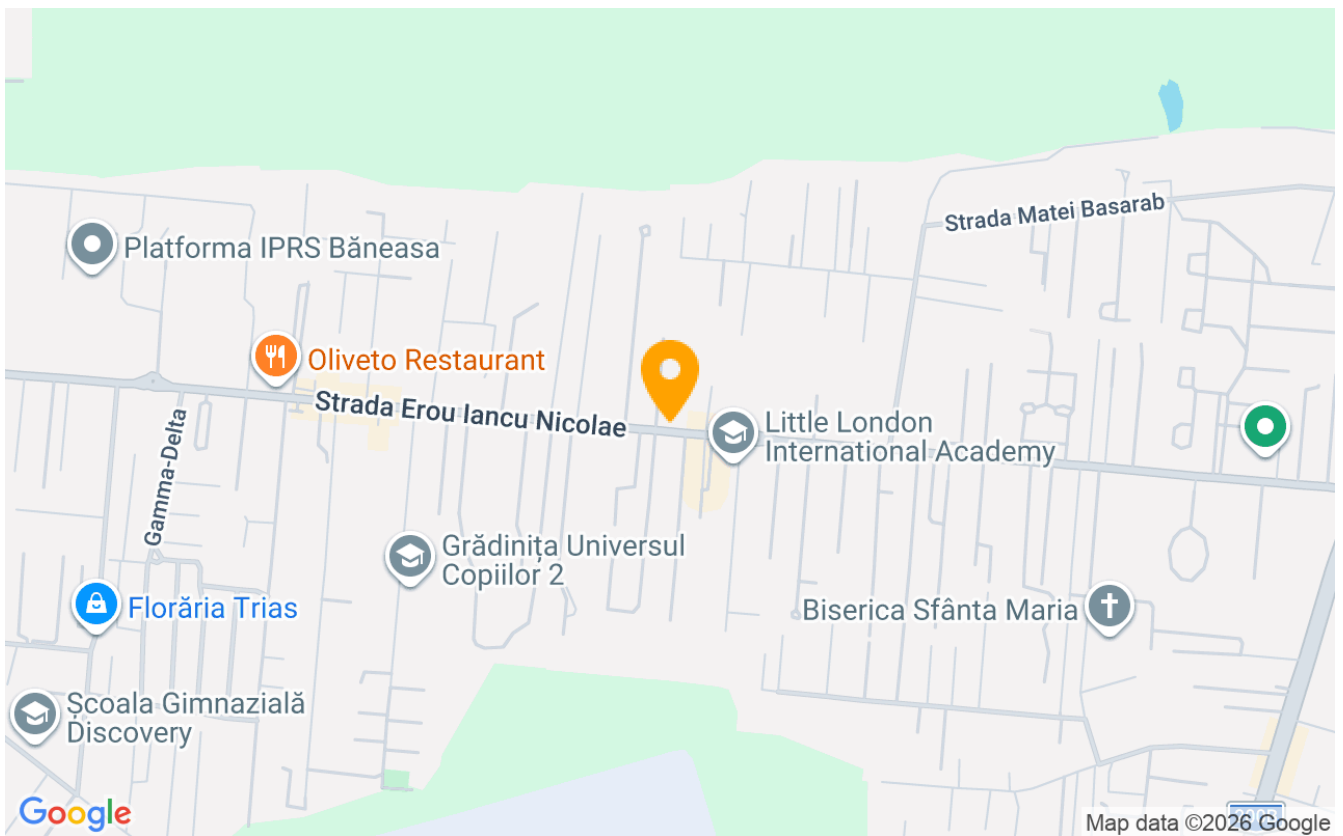 Strada Matei Basarab
Platforma IPRS Băneasa
Oliveto Restaurant
Strada Erou Iancu Nicolae
Little London
International Academy
Gamma-Delta
Grădinița Universul
Copiilor 2
Florăria Trias
Biserica Sfânta Maria
Școala Gimnazială
Discovery
Google
Map data ©2026 Google